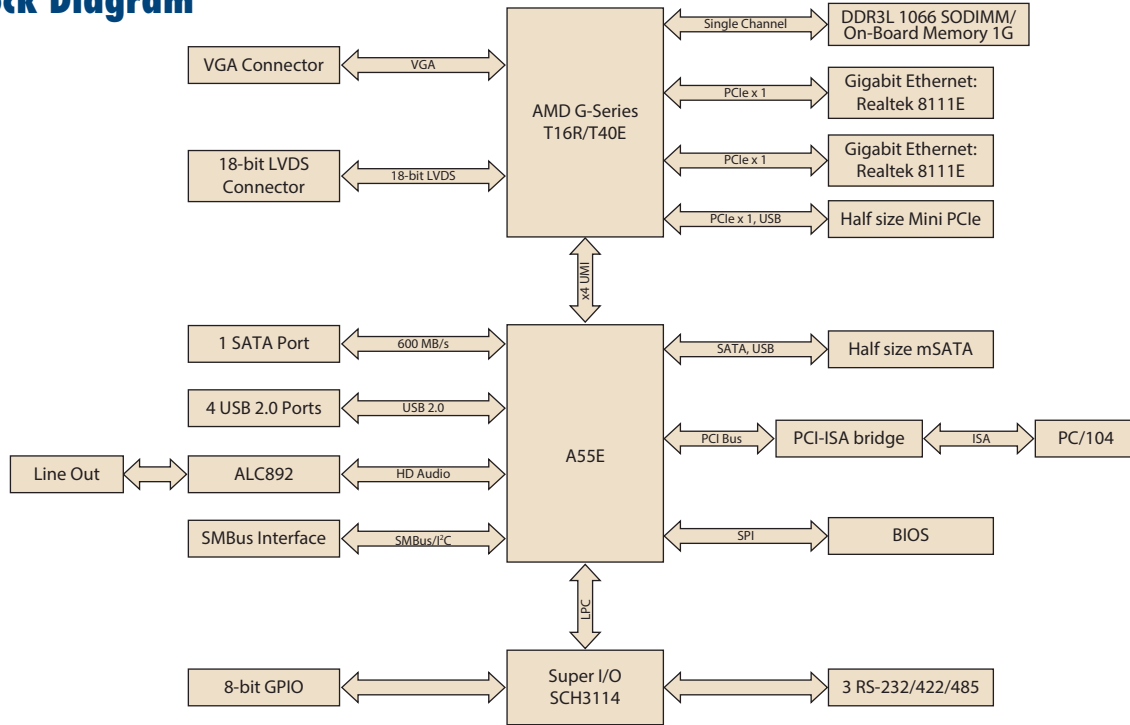 Diagram
VGA Connector
VGA
18-bit LVDS
Connector
18-bit LVDS
AMD G-Series
T16R/T40E
Single Channel
DDR3L 1066 SODIMM/
On-Board Memory 1G
PCIe x 1
Gigabit Ethernet:
Realtek 8111E
PCIe x 1
Gigabit Ethernet:
Realtek 8111E
PCIe x 1, USB
Half size Mini PCIe
x4 UMI
1 SATA Port
600 MB/s
4 USB 2.0 Ports
USB 2.0
Line Out
ALC892
HD Audio
SMBus Interface
SMBus/I²C
A55E
SATA, USB
Half size mSATA
PCI Bus
PCI-ISA bridge
ISA
PC/104
SPI
BIOS
LPC
8-bit GPIO
Super I/O
SCH3114
3 RS-232/422/485